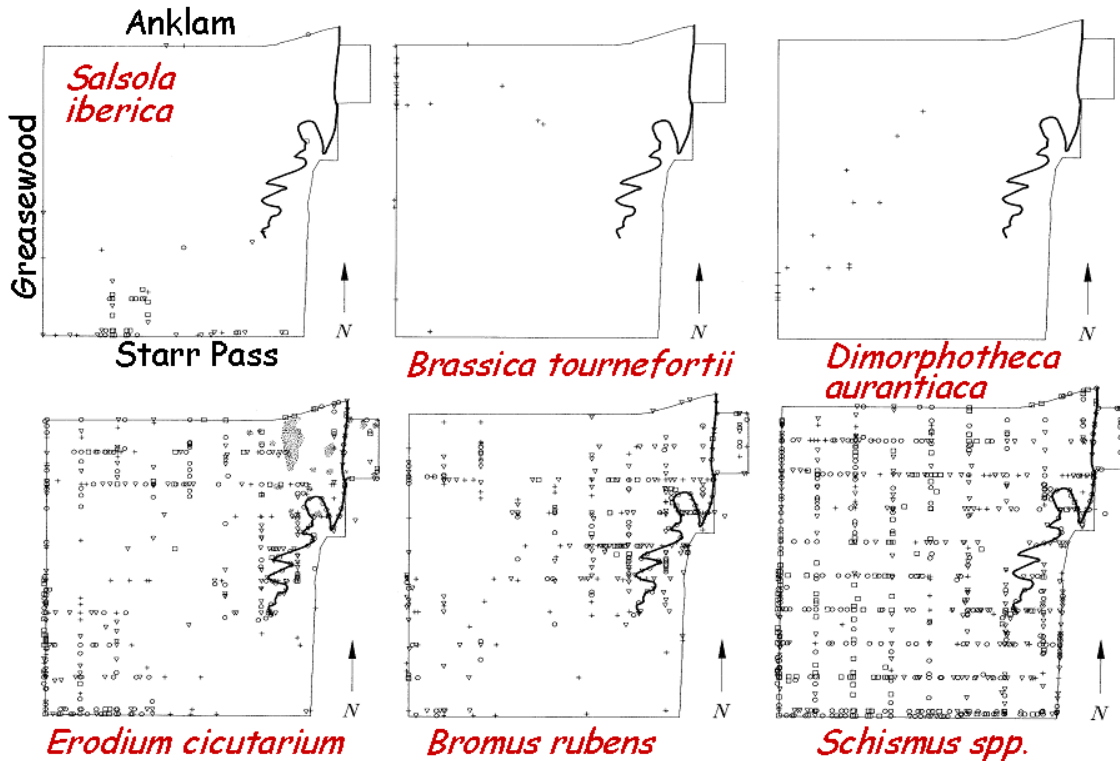 Anklam
Salsola
iberica
Greasewood
N
N
N
Starr Pass
Brassica tournefortii
Dimorphotheca
aurantiaca
N
N
N
Erodium cicutarium
Bromus rubens
Schismus spp.